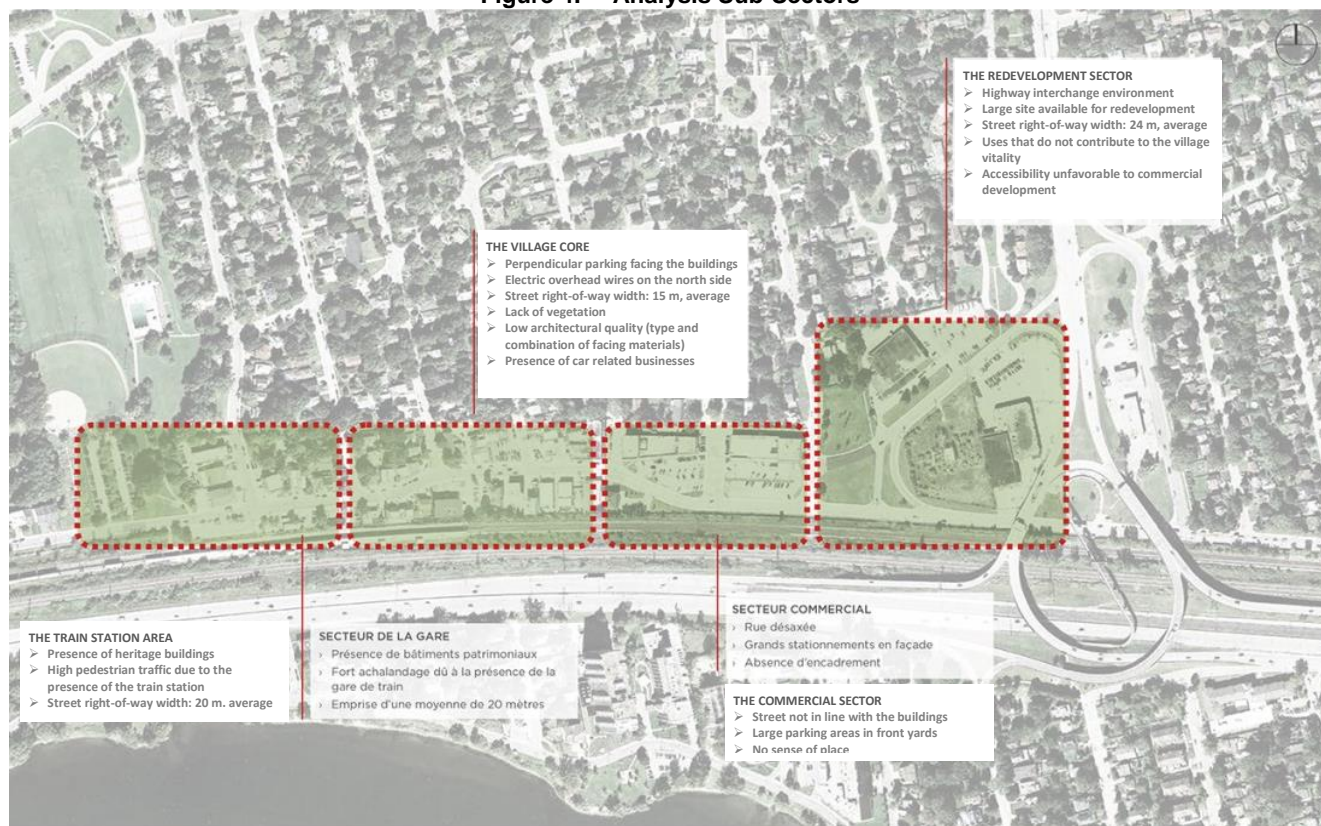 THE REDEVELOPMENT SECTOR
➢ Highway interchange environment
➢ Large site available for redevelopment
➢ Street right-of-way width: 24 m, average
➢ Uses that do not contribute to the village
vitality
➢ Accessibility unfavorable to commercial
development
THE VILLAGE CORE
➢ Perpendicular parking facing the buildings
➢ Electric overhead wires on the north side
➢ Street right-of-way width: 15 m, average
➢ Lack of vegetation
➢ Low architectural quality (type and
combination of facing materials)
➢ Presence of car related businesses
THE TRAIN STATION AREA
➢ Presence of heritage buildings
➢ High pedestrian traffic due to the
presence of the train station
➢ Street right-of-way width: 20 m. average
SECTEUR DE LA GARE
› Présence de bâtiments patrimoniaux
› Fort achalandage dû à la présence de la
gare de train
› Emprise d'une moyenne de 20 mètres
SECTEUR COMMERCIAL
› Rue désaxée
› Grands stationnements en façade
› Absence d'encadrement
THE COMMERCIAL SECTOR
➢ Street not in line with the buildings
➢ Large parking areas in front yards
➢ No sense of place